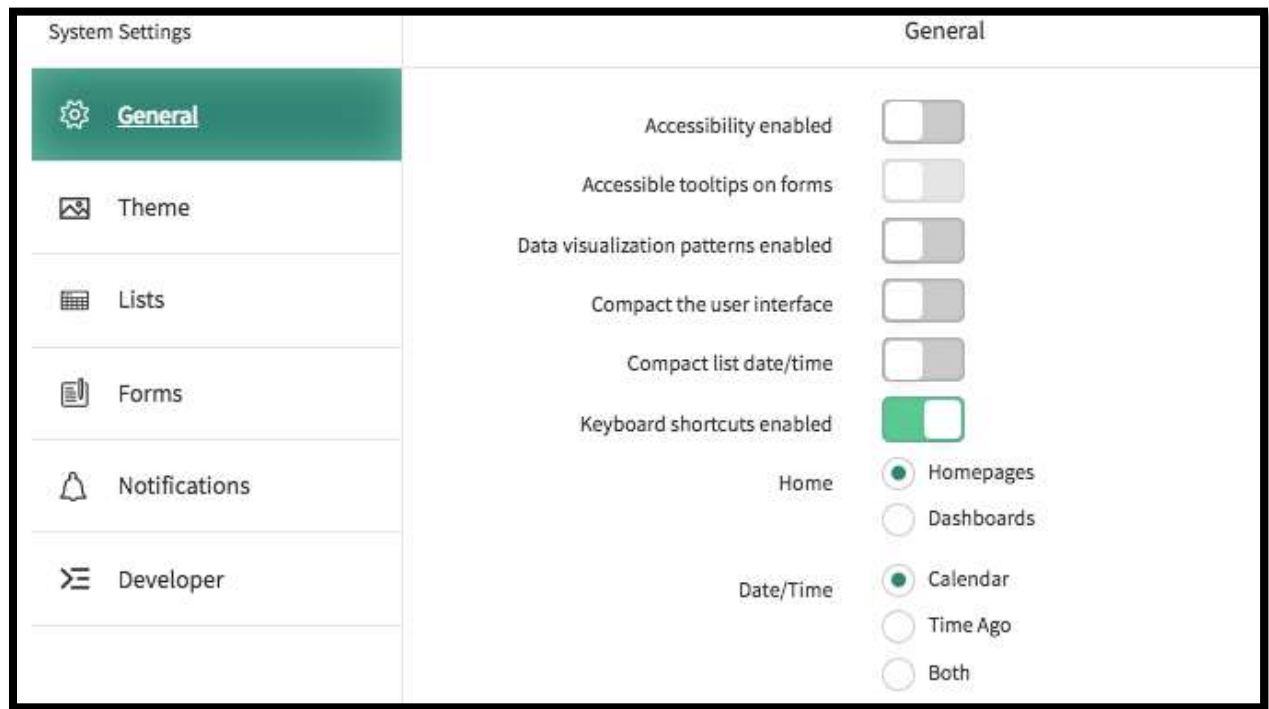 System Settings
General
General
Theme
Lists
Forms
Notifications
Developer
Accessibility enabled
Accessible tooltips on forms
Data visualization patterns enabled
Compact the user interface
Compact list date/time
Keyboard shortcuts enabled
Home
Homepages
Dashboards
Date/Time
Calendar
Time Ago
Both